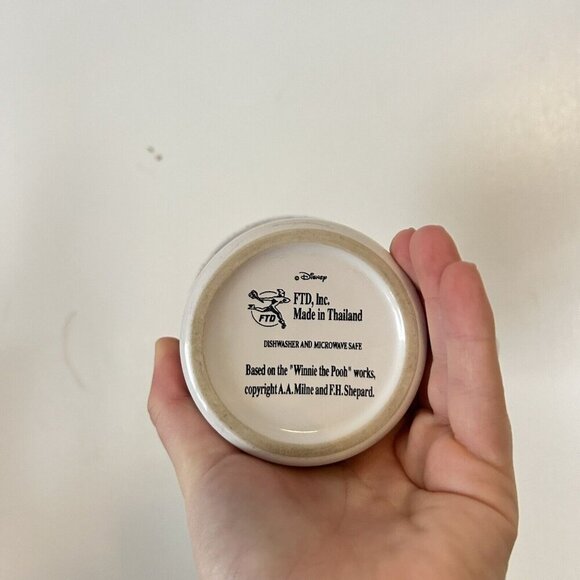 © Disney
FTD, Inc.
Made in Thailand
FTD
DISHWASHER AND MICROWAVE SAFE
Based on the "Winnie the Pooh" works,
copyright A.A. Milne and F.H. Shepard.